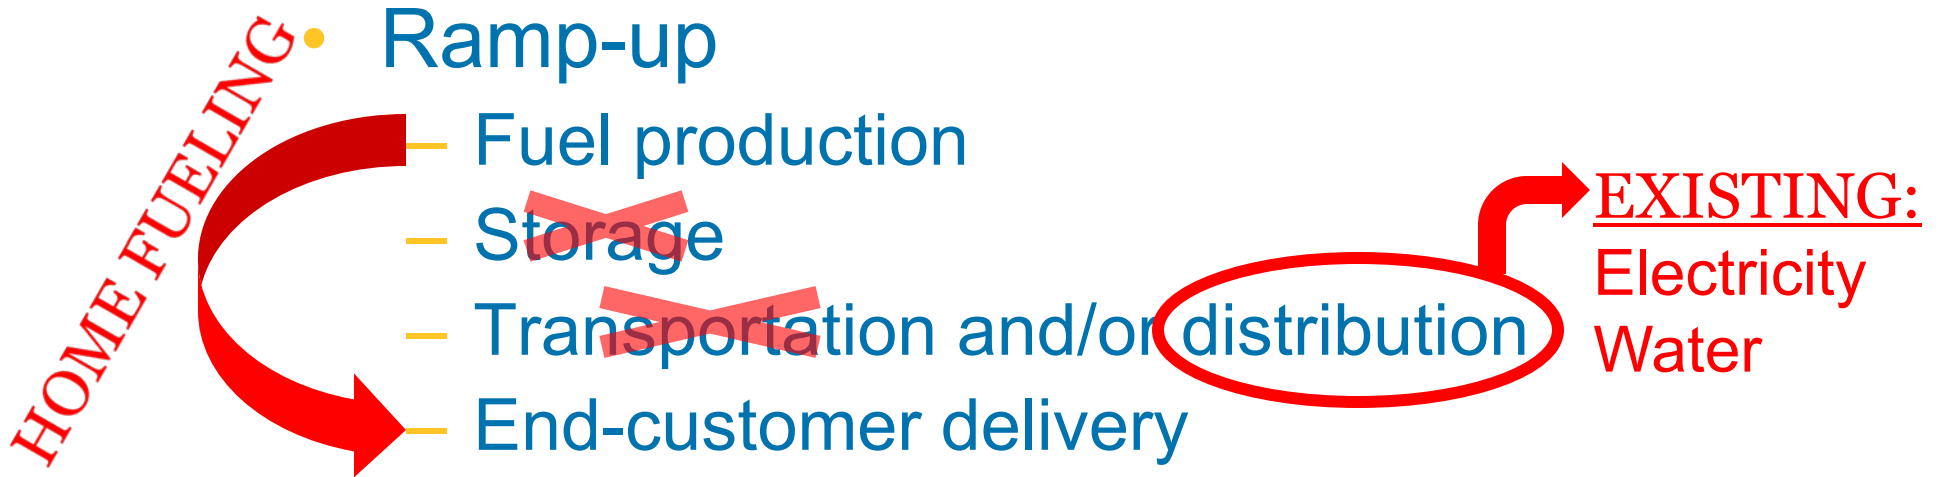 HOME FUELING
• Ramp-up
– Fuel production
– Storage
– Transportation and/or distribution
– End-customer delivery
EXISTING:
Electricity
Water